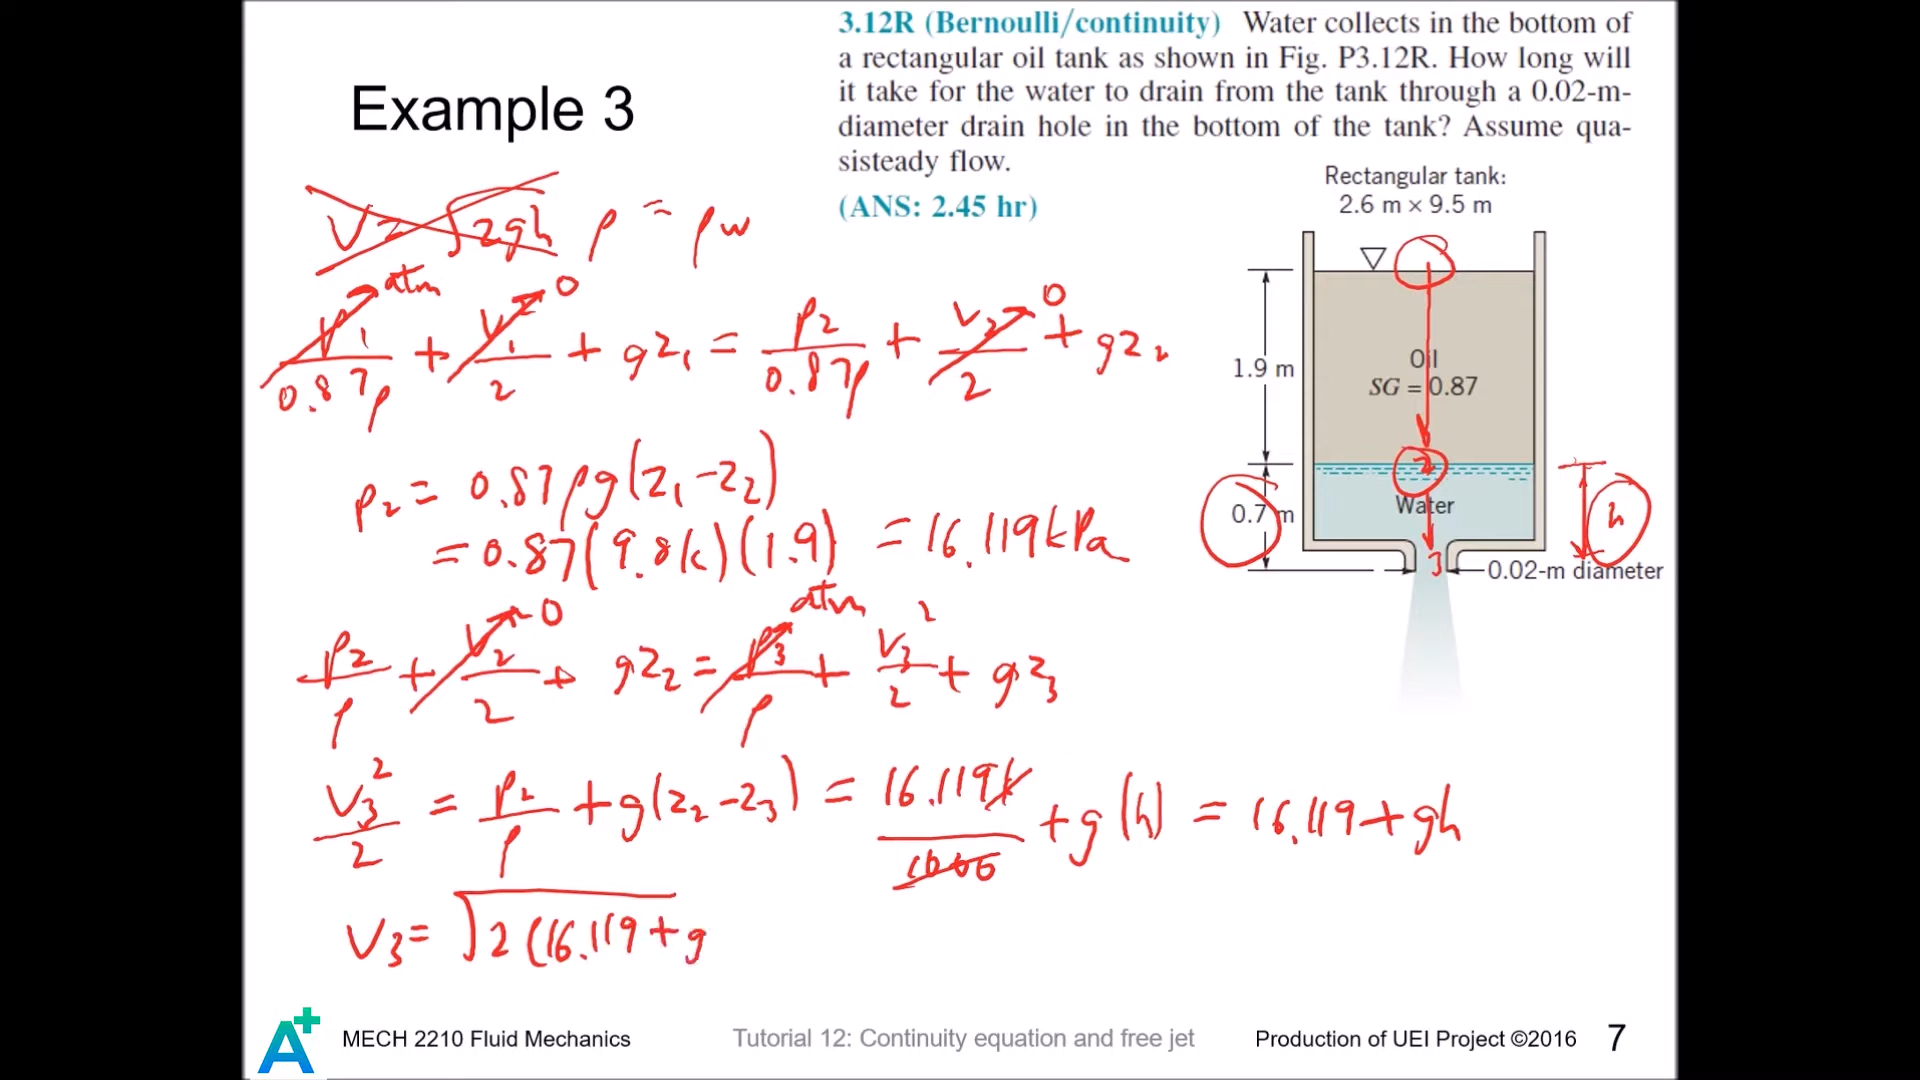 3.12R (Bernoulli/continuity) Water collects in the bottom of
a rectangular oil tank as shown in Fig. P3.12R. How long will
it take for the water to drain from the tank through a 0.02-m-
diameter drain hole in the bottom of the tank? Assume qua-
sisteady flow.
(ANS: 2.45 hr)
Example 3
V = √2gh ρ = ρw
atm 0 0
P1/0.87ρ + V1²/2 + gz1 = P2/0.87ρ + V2²/2 + gz2
P2 = 0.87ρg(z1-z2)
= 0.87(9.8k)(1.9) = 16.119kPa
0 atm
P2/ρ + V2²/2 + gz2 = P3/ρ + V3²/2 + gz3
V3²/2 = P2/ρ + g(z2-z3) = 16.119k/1000 + g(h) = 16.119+gh
V3 = √2(16.119+g
Rectangular tank:
2.6 m × 9.5 m
1.9 m
Oil
SG = 0.87
2
Water
0.7 m
h
3
0.02-m diameter
A+
MECH 2210 Fluid Mechanics
Tutorial 12: Continuity equation and free jet
Production of UEI Project ©2016
7